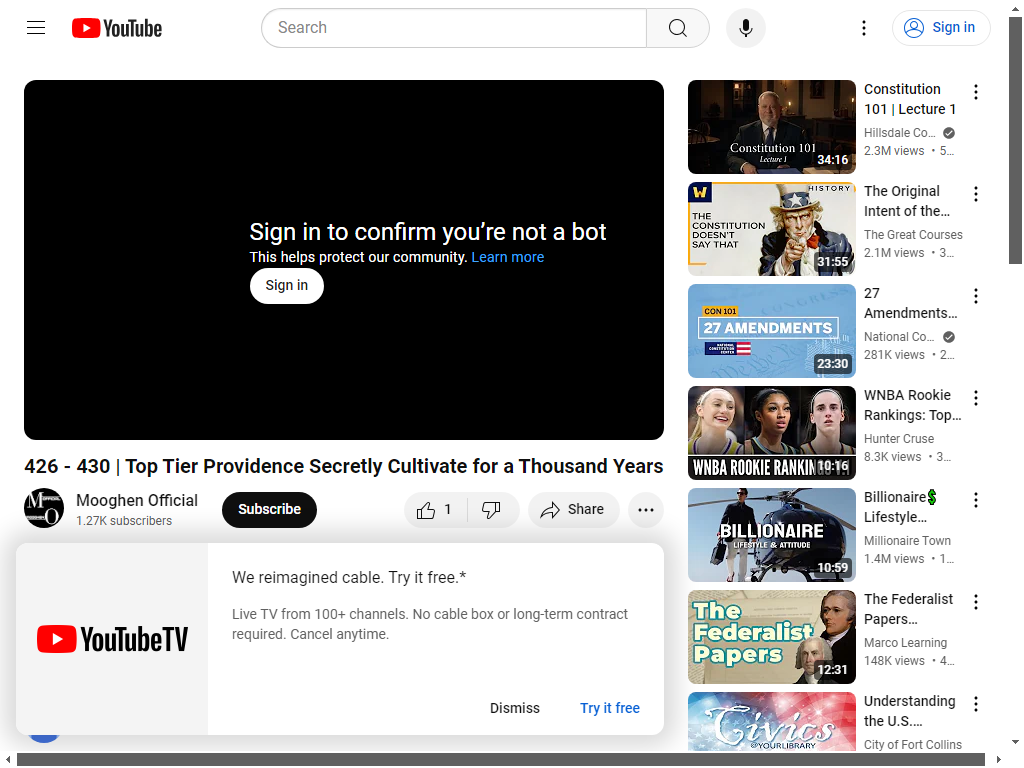 YouTube
Search
Sign in
Sign in to confirm you’re not a bot
This helps protect our community. Learn more
Sign in
426 - 430 | Top Tier Providence Secretly Cultivate for a Thousand Years
Mooghen Official
1.27K subscribers
Subscribe
1
Share
We reimagined cable. Try it free.*
Live TV from 100+ channels. No cable box or long-term contract
required. Cancel anytime.
YouTubeTV
Dismiss
Try it free
Constitution 101
Lecture 1
34:16
Constitution
101 | Lecture 1
Hillsdale Co...
2.3M views • 5...
W
HISTORY
THE
CONSTITUTION
DOESN'T
SAY THAT
31:55
The Original
Intent of the...
The Great Courses
2.1M views • 3...
CON 101
27 AMENDMENTS
NATIONAL
CONSTITUTION
CENTER
23:30
27
Amendments...
National Co...
281K views • 2...
WNBA ROOKIE RANKIN
10:16
WNBA Rookie
Rankings: Top...
Hunter Cruse
8.3K views • 3...
BILLIONAIRE
LIFESTYLE & ATTITUDE
10:59
Billionaire💲
Lifestyle...
Millionaire Town
1.4M views • 1...
The
Federalist
Papers
12:31
The Federalist
Papers...
Marco Learning
148K views • 4...
Civics
@YOURLIBRARY
Understanding
the U.S....
City of Fort Collins